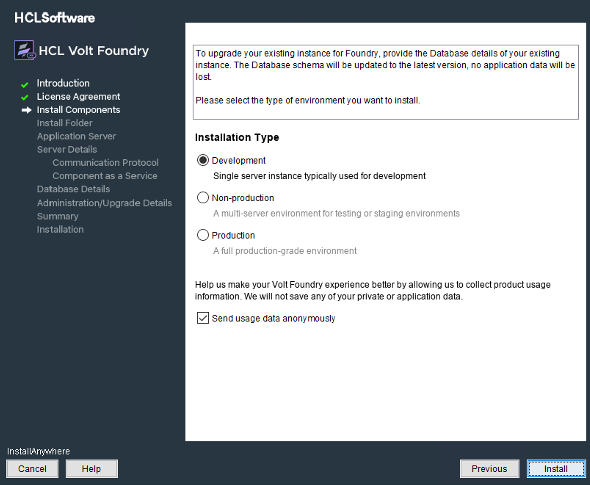 HCLSoftware
HCL Volt Foundry
Introduction
License Agreement
Install Components
Install Folder
Application Server
Server Details
Communication Protocol
Component as a Service
Database Details
Administration/Upgrade Details
Summary
Installation
To upgrade your existing instance for Foundry, provide the Database details of your existing
instance. The Database schema will be updated to the latest version, no application data will be
lost.
Please select the type of environment you want to install.
Installation Type
Development
Single server instance typically used for development
Non-production
A multi-server environment for testing or staging environments
Production
A full production-grade environment
Help us make your Volt Foundry experience better by allowing us to collect product usage
information. We will not save any of your private or application data.
Send usage data anonymously
InstallAnywhere
Cancel
Help
Previous
Install